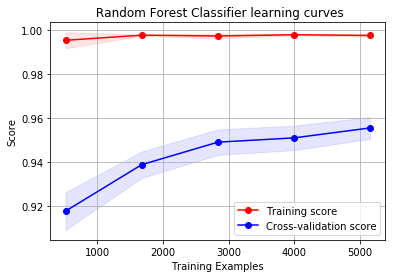 Random Forest Classifier learning curves
1.00
0.98
0.96
0.94
0.92
Score
1000
2000
3000
4000
5000
Training Examples
Training score
Cross-validation score